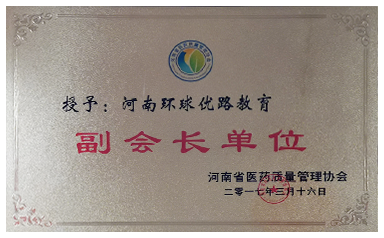 授予：河南环球优路教育
副会长单位
河南省医药质量管理协会
二零一七年三月十六日